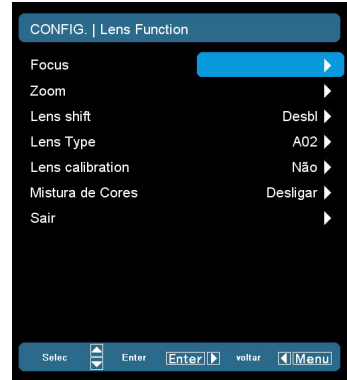 CONFIG. | Lens Function
Focus
Zoom
Lens shift Desbl
Lens Type A02
Lens calibration Não
Mistura de Cores Desligar
Sair
Selec Enter Enter voltar Menu